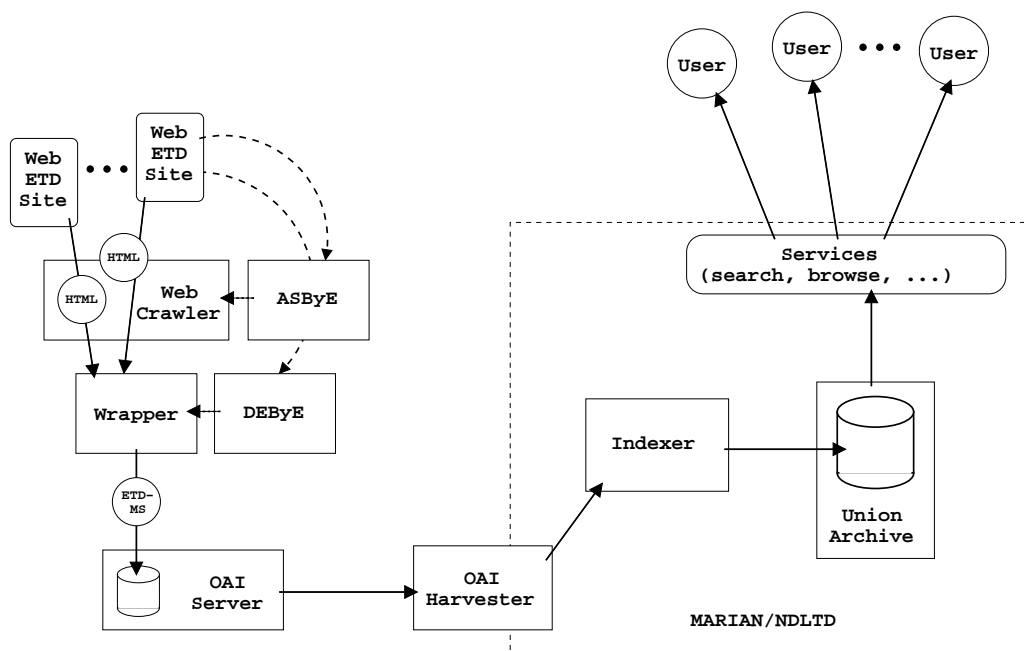 User
User
User
Web
ETD
Site
Web
ETD
Site
HTML
HTML
Web
Crawler
ASByE
Services
(search, browse, ...)
Wrapper
DEByE
Indexer
ETD-
MS
Union
Archive
OAI
Server
OAI
Harvester
MARIAN/NDLTD